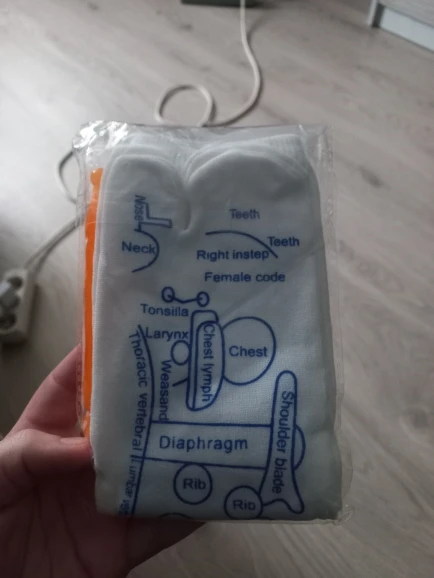 Nose
Teeth
Neck
Teeth
Right instep
Female code
Tonsilla
Larynx
Chest lymph
Chest
Weasand
Thoracic vertebral
Shoulder blade
Diaphragm
Rib
Rib